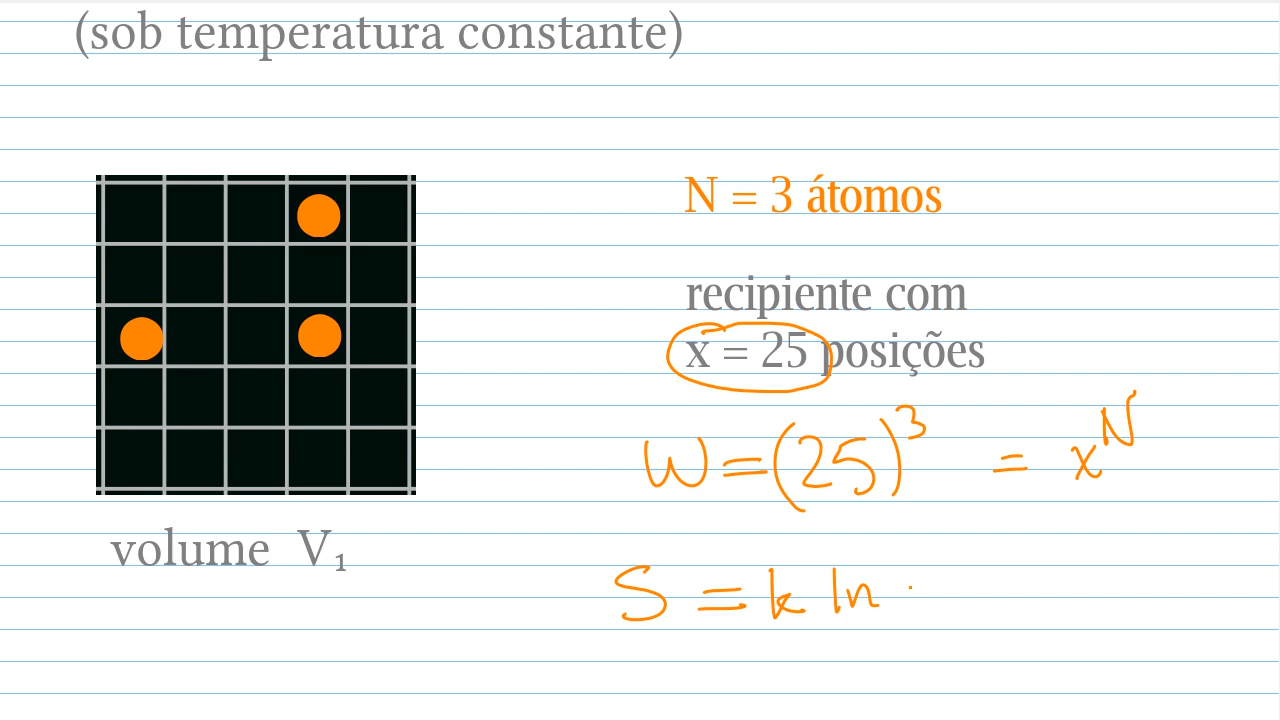 (sob temperatura constante)
N = 3 átomos
recipiente com
x = 25 posições
W = (25)³ = x^N
volume V₁
S = k ln